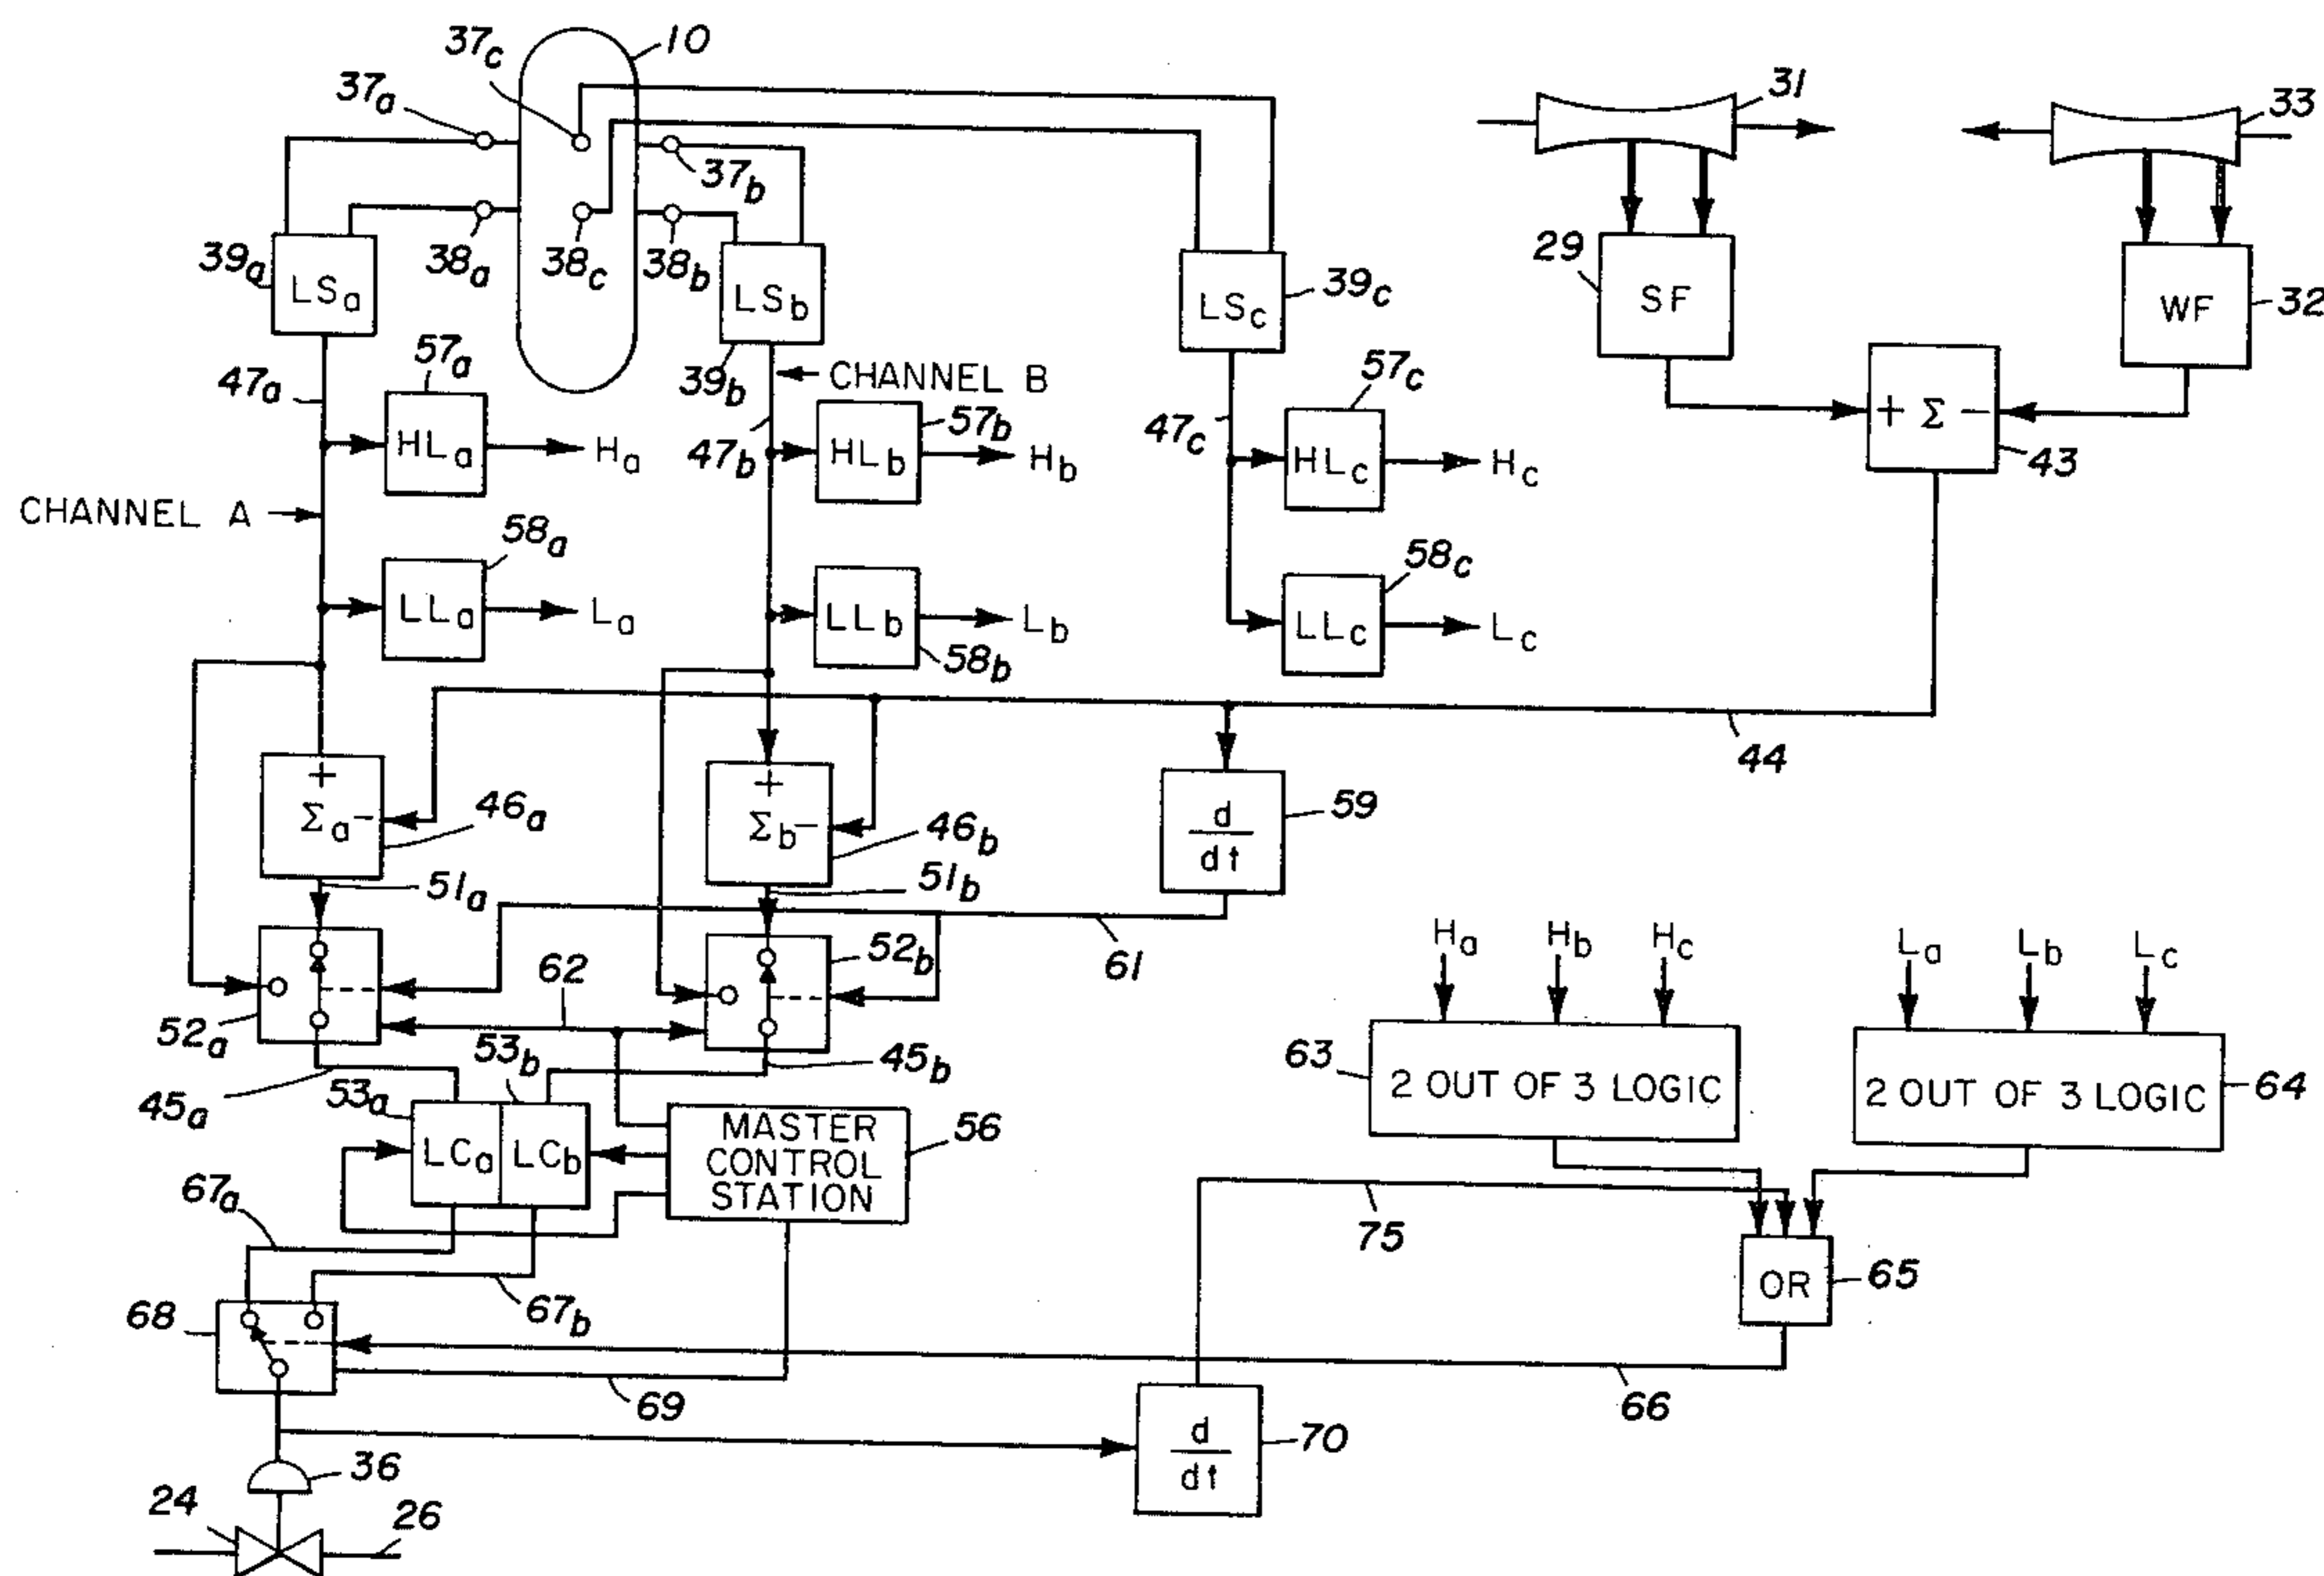 10
37c
37a
31
33
37b
38a
38c
38b
39a
LSa
LSb
39b
LSc
39c
29
SF
WF
32
47a
57a
HLa
Ha
CHANNEL B
47b
57b
HLb
Hb
47c
57c
HLc
Hc
+ Σ −
43
CHANNEL A
58a
LLa
La
LLb
Lb
58b
58c
LLc
Lc
44
+
Σa −
46a
+
Σb −
46b
d
dt
59
51a
51b
61
52a
62
52b
Ha
Hb
Hc
La
Lb
Lc
45a
53a
53b
45b
63
2 OUT OF 3 LOGIC
2 OUT OF 3 LOGIC
64
LCa
LCb
MASTER
CONTROL
STATION
56
67a
67b
75
OR
65
68
69
66
d
dt
70
36
24
26